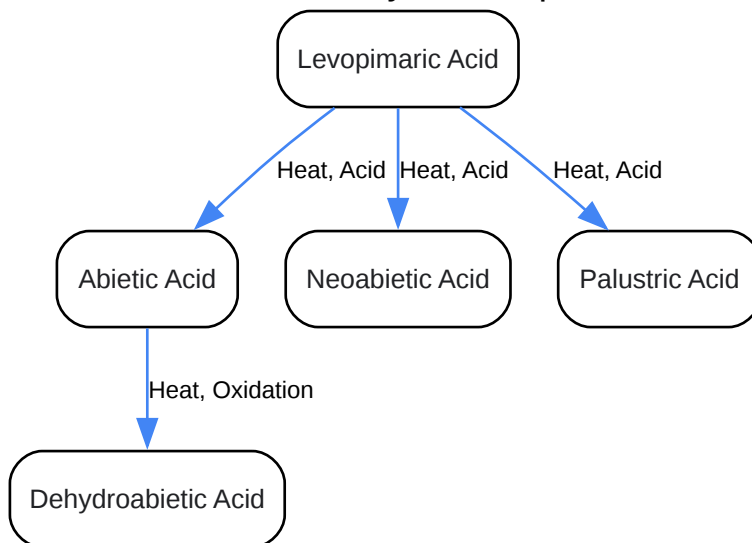 Levopimaric Acid
Heat, Acid Heat, Acid Heat, Acid
Abietic Acid Neoabietic Acid Palustric Acid
Heat, Oxidation
Dehydroabietic Acid